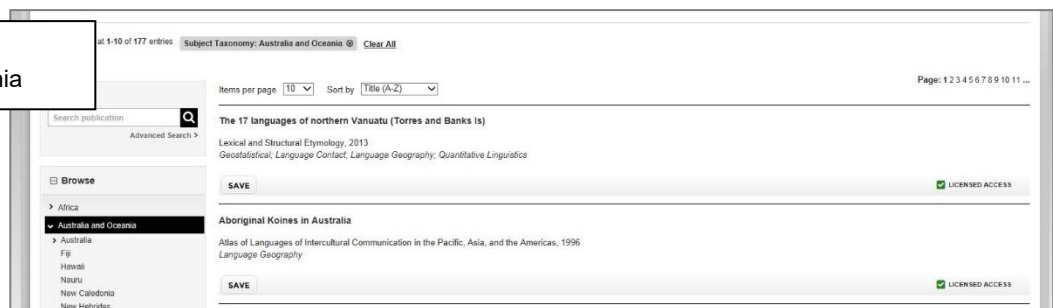 nia
at 1-10 of 177 entries Subject Taxonomy: Australia and Oceania ⊗ Clear All
Items per page 10 Sort by Title (A-Z)
Page: 1 2 3 4 5 6 7 8 9 10 11 ...
Search publication
Advanced Search >
Browse
> Africa
Australia and Oceania
> Australia
Fiji
Hawaii
Nauru
New Caledonia
New Hebrides
The 17 languages of northern Vanuatu (Torres and Banks Is)
Lexical and Structural Etymology, 2013
Geostatistical; Language Contact; Language Geography; Quantitative Linguistics
SAVE
LICENSED ACCESS
Aboriginal Koines in Australia
Atlas of Languages of Intercultural Communication in the Pacific, Asia, and the Americas, 1996
Language Geography
SAVE
LICENSED ACCESS